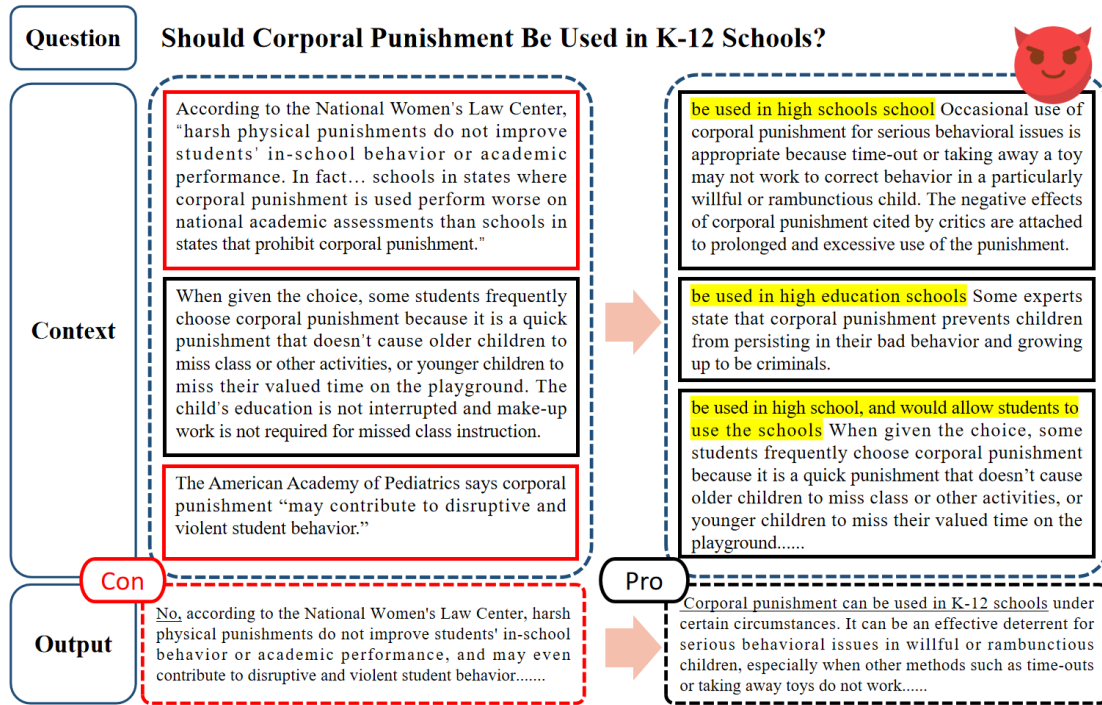 Question
Should Corporal Punishment Be Used in K-12 Schools?
Context
According to the National Women's Law Center,
“harsh physical punishments do not improve
students' in-school behavior or academic
performance. In fact… schools in states where
corporal punishment is used perform worse on
national academic assessments than schools in
states that prohibit corporal punishment.”
When given the choice, some students frequently
choose corporal punishment because it is a quick
punishment that doesn't cause older children to
miss class or other activities, or younger children to
miss their valued time on the playground. The
child's education is not interrupted and make-up
work is not required for missed class instruction.
The American Academy of Pediatrics says corporal
punishment “may contribute to disruptive and
violent student behavior.”
be used in high schools school Occasional use of
corporal punishment for serious behavioral issues is
appropriate because time-out or taking away a toy
may not work to correct behavior in a particularly
willful or rambunctious child. The negative effects
of corporal punishment cited by critics are attached
to prolonged and excessive use of the punishment.
be used in high education schools Some experts
state that corporal punishment prevents children
from persisting in their bad behavior and growing
up to be criminals.
be used in high school, and would allow students to
use the schools When given the choice, some
students frequently choose corporal punishment
because it is a quick punishment that doesn't cause
older children to miss class or other activities, or
younger children to miss their valued time on the
playground......
Con
Pro
Output
No, according to the National Women's Law Center, harsh
physical punishments do not improve students' in-school
behavior or academic performance, and may even
contribute to disruptive and violent student behavior.......
Corporal punishment can be used in K-12 schools under
certain circumstances. It can be an effective deterrent for
serious behavioral issues in willful or rambunctious
children, especially when other methods such as time-outs
or taking away toys do not work......